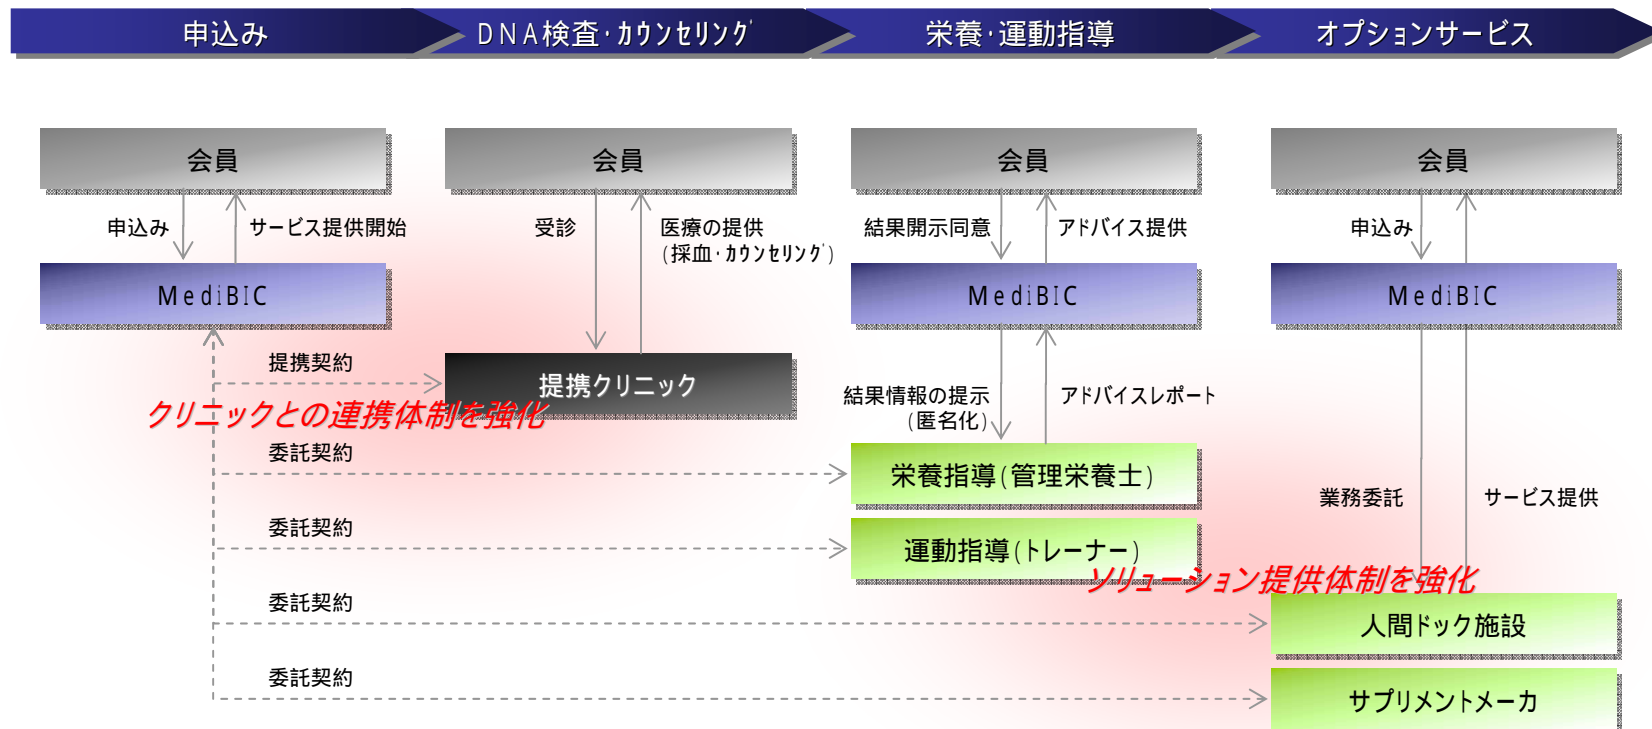 申込み
DNA検査・カウンセリング
栄養・運動指導
オプションサービス
会員
会員
会員
会員
申込み
サービス提供開始
受診
医療の提供
(採血・カウンセリング)
結果開示同意
アドバイス提供
申込み
MediBIC
MediBIC
MediBIC
提携契約
提携クリニック
クリニックとの連携体制を強化
結果情報の提示
(匿名化)
アドバイスレポート
委託契約
栄養指導(管理栄養士)
業務委託
サービス提供
委託契約
運動指導(トレーナー)
ソリューション提供体制を強化
委託契約
人間ドック施設
委託契約
サプリメントメーカ